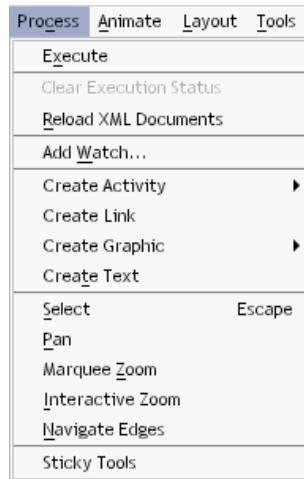 Process Animate Layout Tools
Execute
Clear Execution Status
Reload XML Documents
Add Watch...
Create Activity
Create Link
Create Graphic
Create Text
Select Escape
Pan
Marquee Zoom
Interactive Zoom
Navigate Edges
Sticky Tools